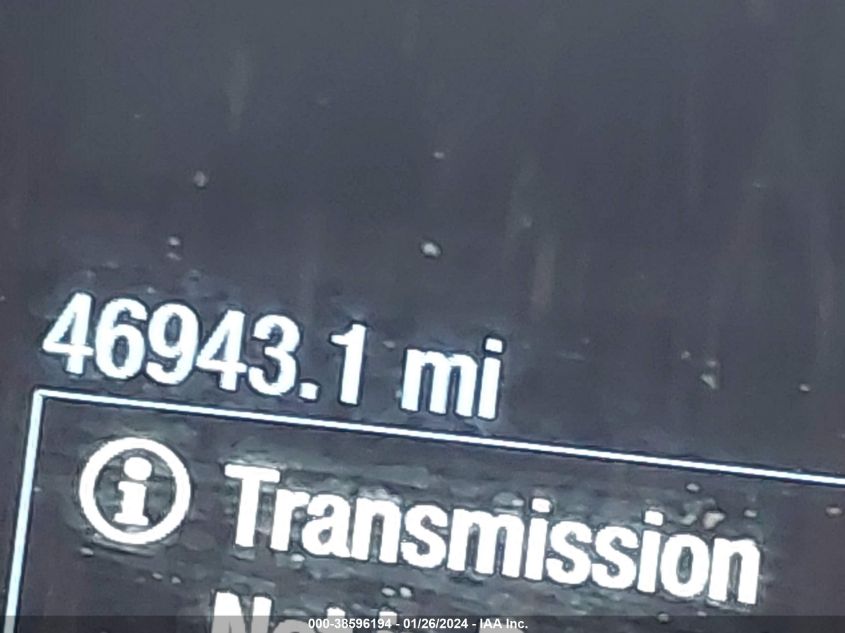 46943.1 mi
Transmission
000-38596194 - 01/26/2024 - IAA Inc.